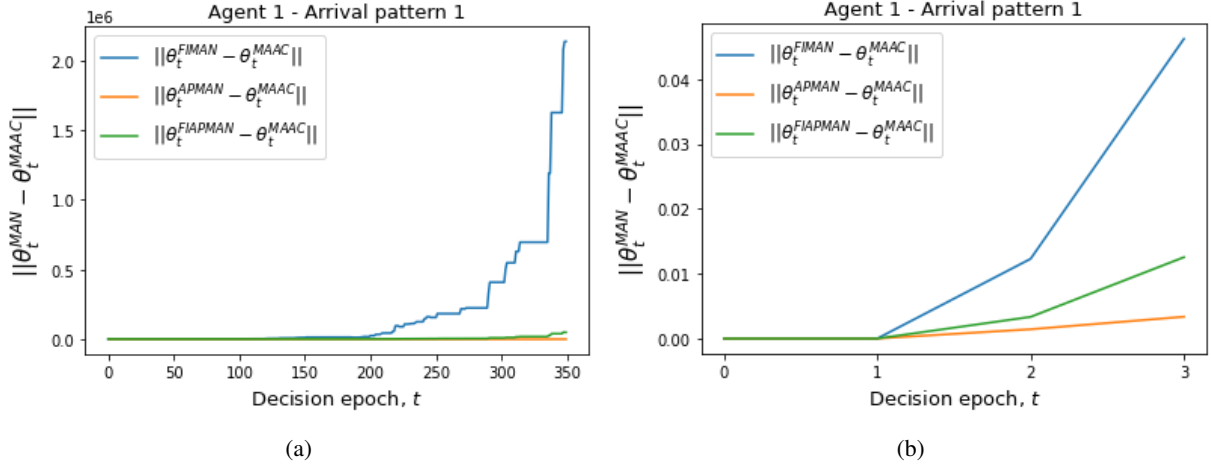 Agent 1 - Arrival pattern 1
1e6
||θ_t^{FIMAN} − θ_t^{MAAC}||
||θ_t^{APMAN} − θ_t^{MAAC}||
||θ_t^{FIAPMAN} − θ_t^{MAAC}||
||θ_t^{MAN} − θ_t^{MAAC}||
2.0
1.5
1.0
0.5
0.0
0 50 100 150 200 250 300 350
Decision epoch, t
(a)
Agent 1 - Arrival pattern 1
||θ_t^{FIMAN} − θ_t^{MAAC}||
||θ_t^{APMAN} − θ_t^{MAAC}||
||θ_t^{FIAPMAN} − θ_t^{MAAC}||
||θ_t^{MAN} − θ_t^{MAAC}||
0.04
0.03
0.02
0.01
0.00
0 1 2 3
Decision epoch, t
(b)